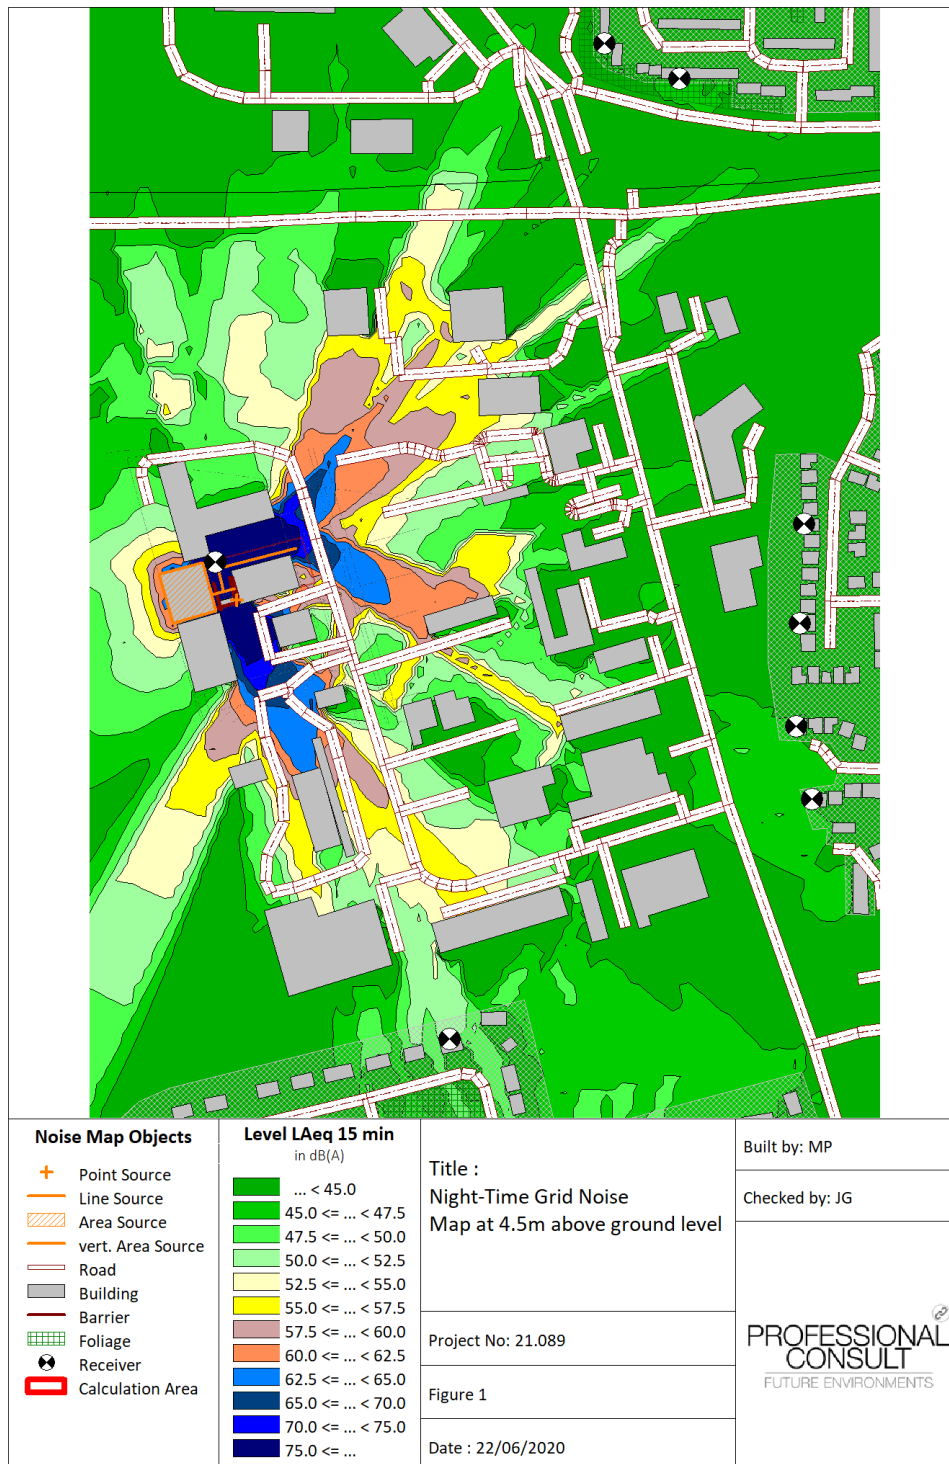 Noise Map Objects
Point Source
Line Source
Area Source
vert. Area Source
Road
Building
Barrier
Foliage
Receiver
Calculation Area
Level LAeq 15 min
in dB(A)
... < 45.0
45.0 <= ... < 47.5
47.5 <= ... < 50.0
50.0 <= ... < 52.5
52.5 <= ... < 55.0
55.0 <= ... < 57.5
57.5 <= ... < 60.0
60.0 <= ... < 62.5
62.5 <= ... < 65.0
65.0 <= ... < 70.0
70.0 <= ... < 75.0
75.0 <= ...
Title :
Night-Time Grid Noise
Map at 4.5m above ground level
Project No: 21.089
Figure 1
Date : 22/06/2020
Built by: MP
Checked by: JG
PROFESSIONAL
CONSULT
FUTURE ENVIRONMENTS